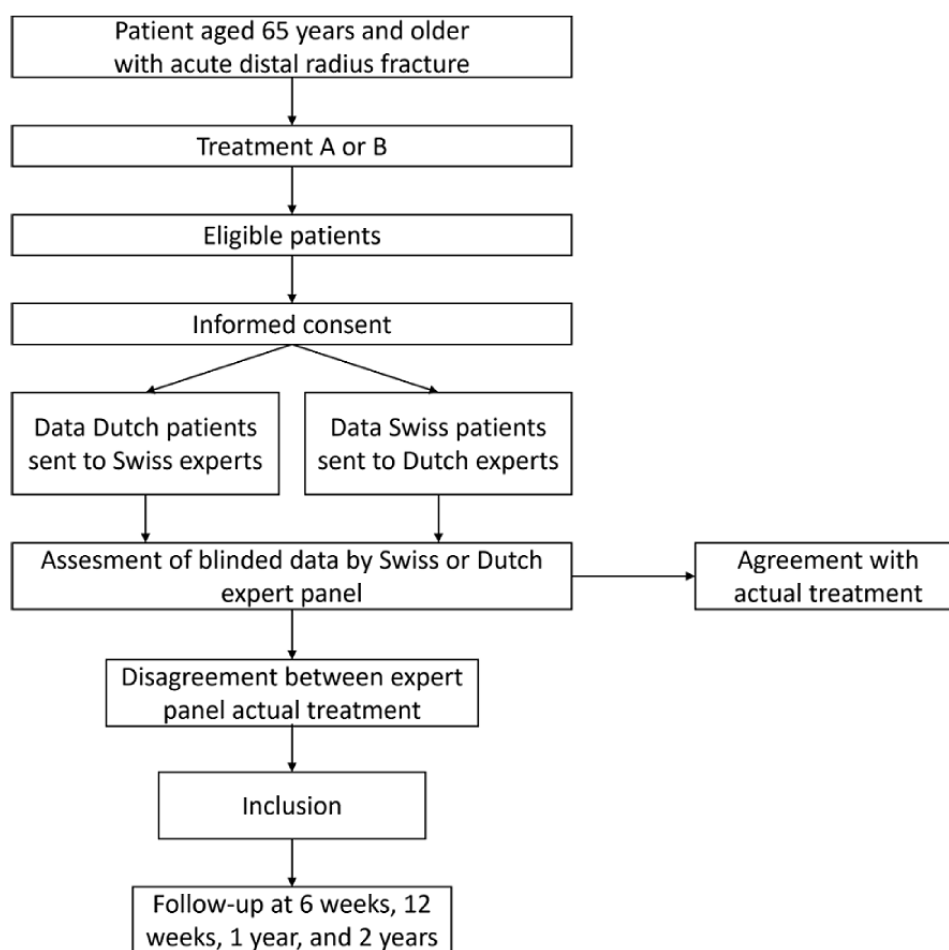 Patient aged 65 years and older
with acute distal radius fracture
Treatment A or B
Eligible patients
Informed consent
Data Dutch patients
sent to Swiss experts
Data Swiss patients
sent to Dutch experts
Assesment of blinded data by Swiss or Dutch
expert panel
Agreement with
actual treatment
Disagreement between expert
panel actual treatment
Inclusion
Follow-up at 6 weeks, 12
weeks, 1 year, and 2 years